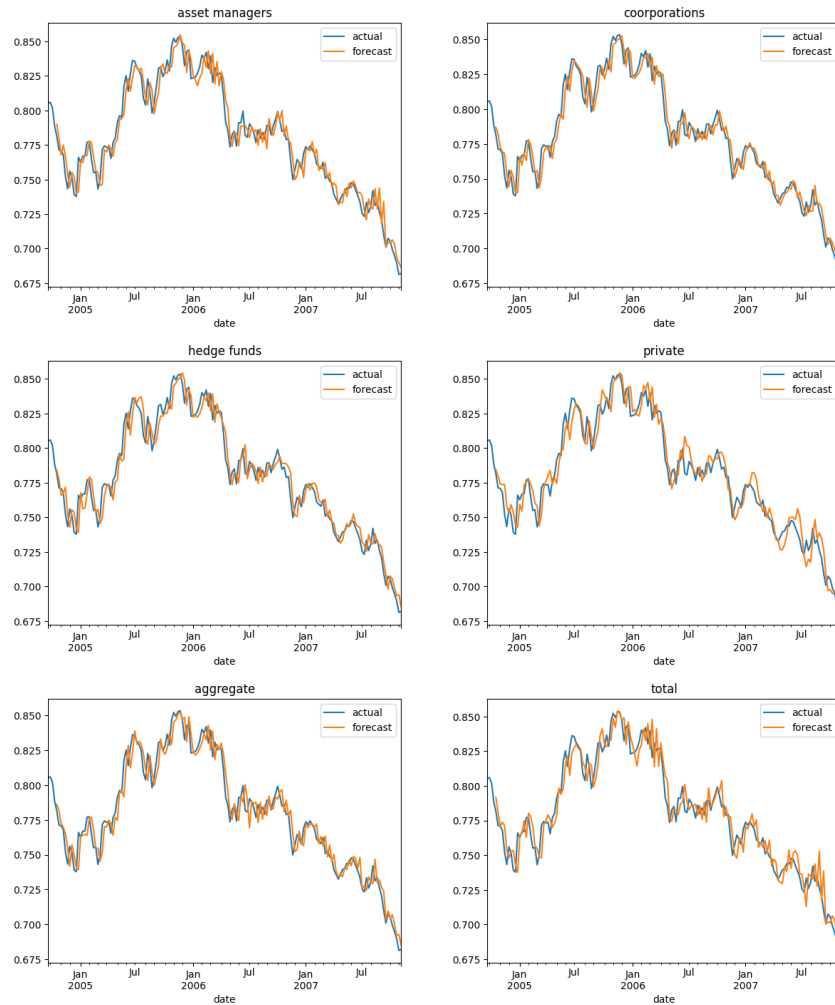 asset managers
actual
forecast
0.850
0.825
0.800
0.775
0.750
0.725
0.700
0.675
Jan
2005
Jul
Jan
2006
Jul
Jan
2007
Jul
date
coorporations
actual
forecast
0.850
0.825
0.800
0.775
0.750
0.725
0.700
0.675
Jan
2005
Jul
Jan
2006
Jul
Jan
2007
Jul
date
hedge funds
actual
forecast
0.850
0.825
0.800
0.775
0.750
0.725
0.700
0.675
Jan
2005
Jul
Jan
2006
Jul
Jan
2007
Jul
date
private
actual
forecast
0.850
0.825
0.800
0.775
0.750
0.725
0.700
0.675
Jan
2005
Jul
Jan
2006
Jul
Jan
2007
Jul
date
aggregate
actual
forecast
0.850
0.825
0.800
0.775
0.750
0.725
0.700
0.675
Jan
2005
Jul
Jan
2006
Jul
Jan
2007
Jul
date
total
actual
forecast
0.850
0.825
0.800
0.775
0.750
0.725
0.700
0.675
Jan
2005
Jul
Jan
2006
Jul
Jan
2007
Jul
date